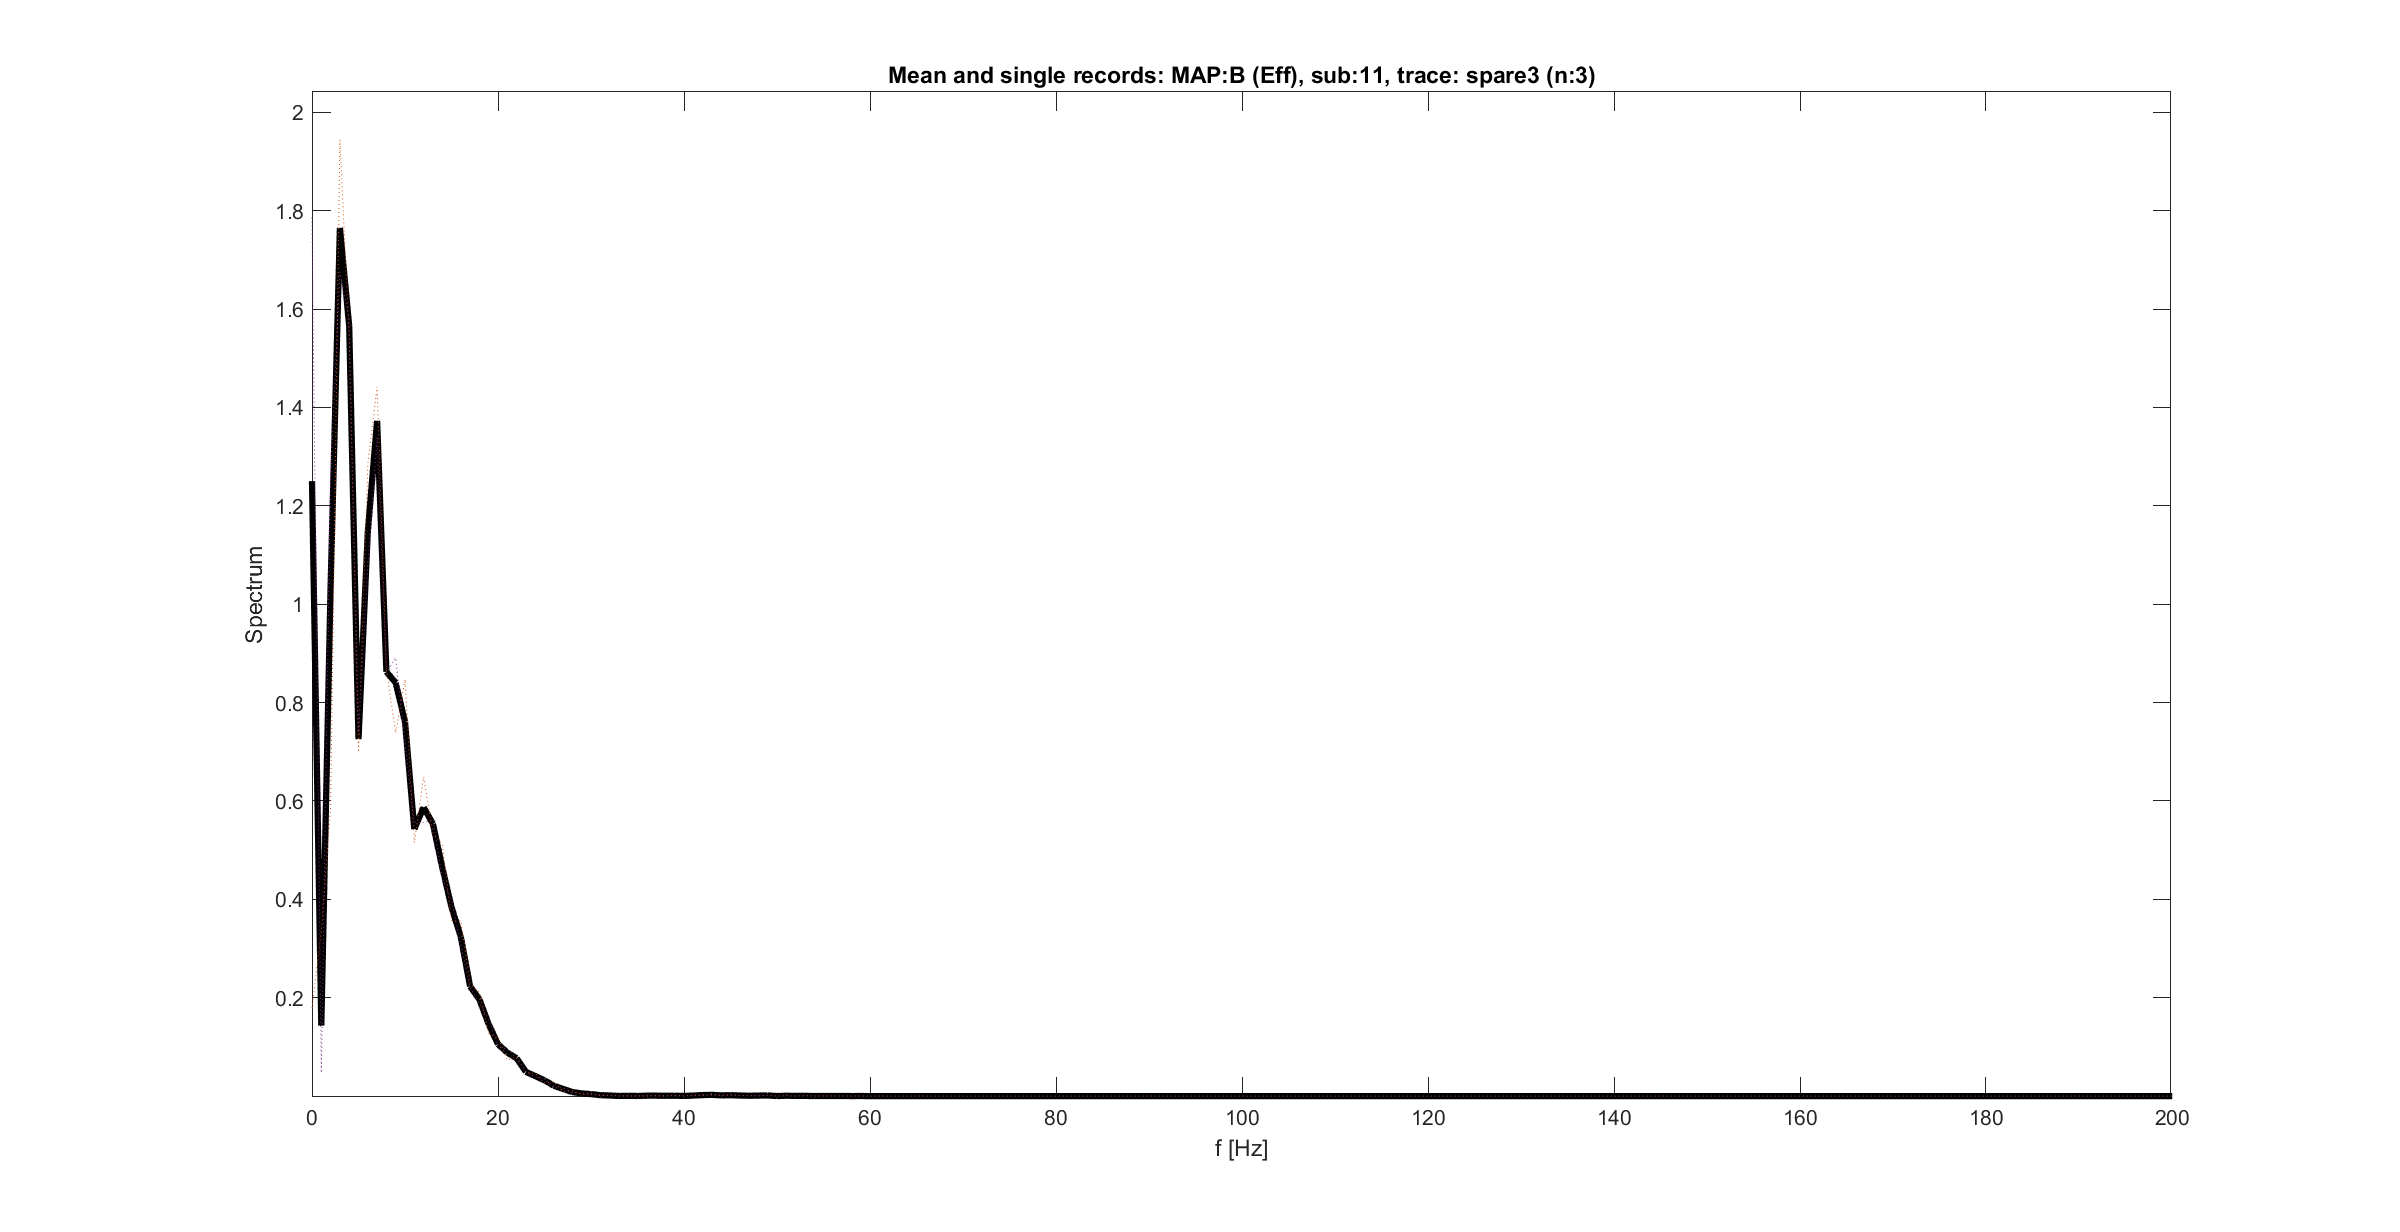 Mean and single records: MAP:B (Eff), sub:11, trace: spare3 (n:3)
2
1.8
1.6
1.4
1.2
1
0.8
0.6
0.4
0.2
Spectrum
0 20 40 60 80 100 120 140 160 180 200
f [Hz]